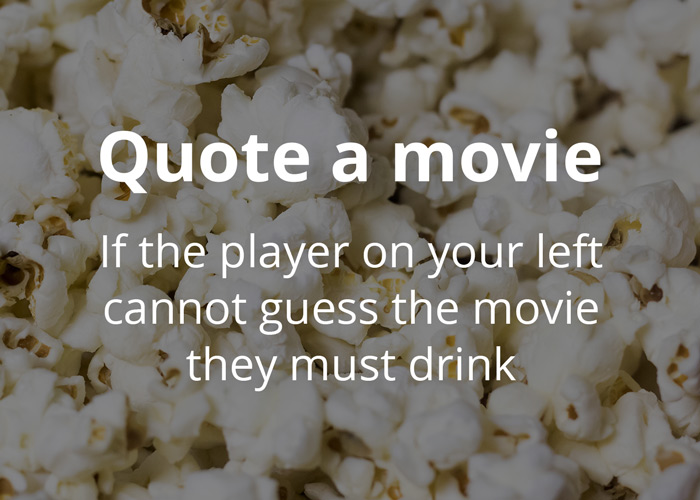 Quote a movie
If the player on your left
cannot guess the movie
they must drink